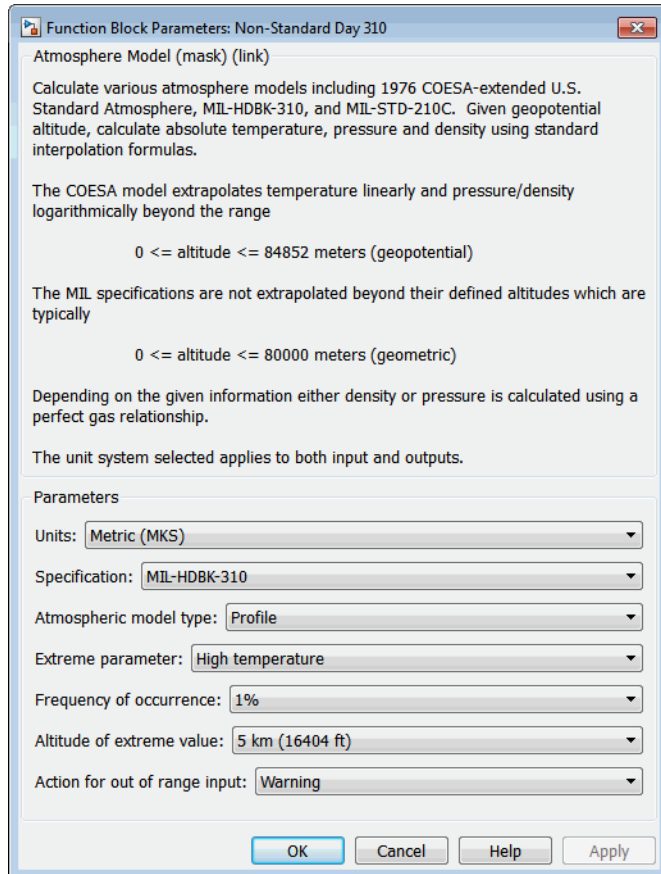 Function Block Parameters: Non-Standard Day 310
Atmosphere Model (mask) (link)
Calculate various atmosphere models including 1976 COESA-extended U.S.
Standard Atmosphere, MIL-HDBK-310, and MIL-STD-210C.  Given geopotential
altitude, calculate absolute temperature, pressure and density using standard
interpolation formulas.
The COESA model extrapolates temperature linearly and pressure/density
logarithmically beyond the range
0 <= altitude <= 84852 meters (geopotential)
The MIL specifications are not extrapolated beyond their defined altitudes which are
typically
0 <= altitude <= 80000 meters (geometric)
Depending on the given information either density or pressure is calculated using a
perfect gas relationship.
The unit system selected applies to both input and outputs.
Parameters
Units: Metric (MKS)
Specification: MIL-HDBK-310
Atmospheric model type: Profile
Extreme parameter: High temperature
Frequency of occurrence: 1%
Altitude of extreme value: 5 km (16404 ft)
Action for out of range input: Warning
OK Cancel Help Apply